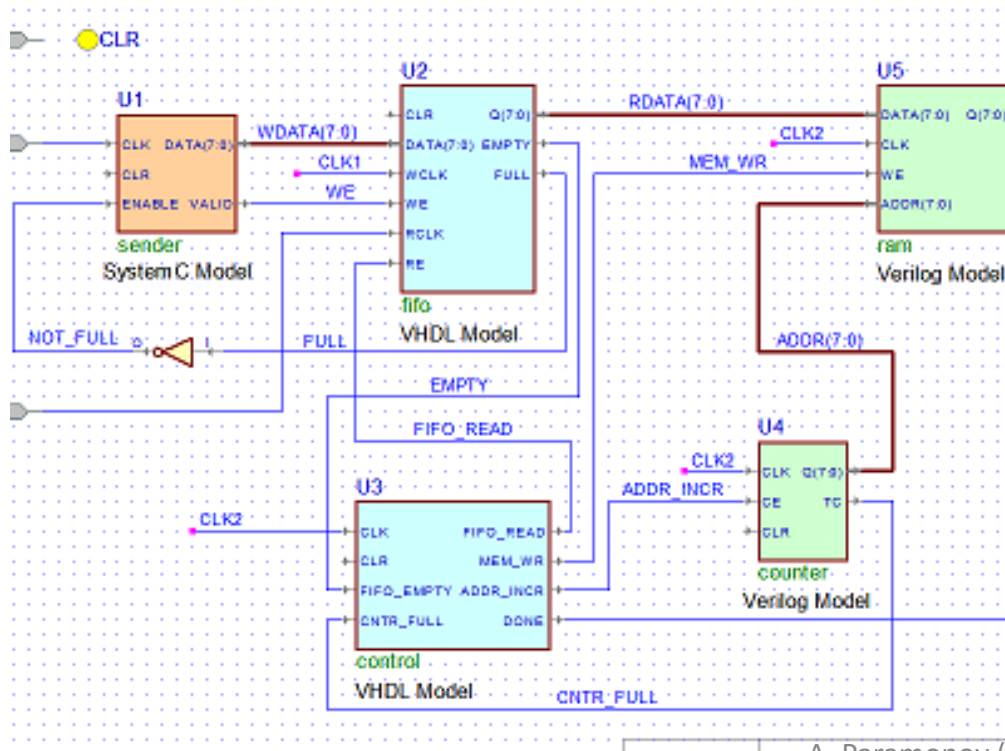 CLR
U1
CLK DATA(7:0)
CLR
ENABLE VALID
sender
SystemC Model
WDATA(7:0)
CLK1
WE
U2
CLR Q(7:0)
DATA(7:0) EMPTY
WCLK FULL
WE
RCLK
RE
fifo
VHDL Model
RDATA(7:0)
CLK2
MEM_WR
U5
DATA(7:0) Q(7:0)
CLK
WE
ADDR(7:0)
ram
Verilog Model
NOT_FULL
O I
FULL
EMPTY
FIFO_READ
ADDR(7:0)
U3
CLK2
CLK FIFO_READ
CLR MEM_WR
FIFO_EMPTY ADDR_INCR
CNTR_FULL DONE
control
VHDL Model
U4
CLK2
ADDR_INCR
CLK Q(7:0)
CE TC
CLR
counter
Verilog Model
CNTR_FULL